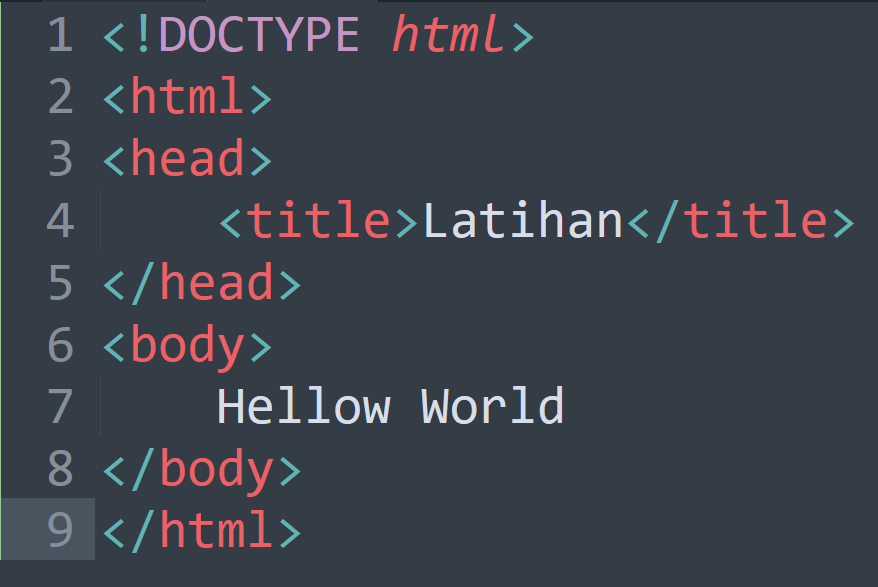 1 <!DOCTYPE html>
2 <html>
3 <head>
4     <title>Latihan</title>
5 </head>
6 <body>
7     Hellow World
8 </body>
9 </html>